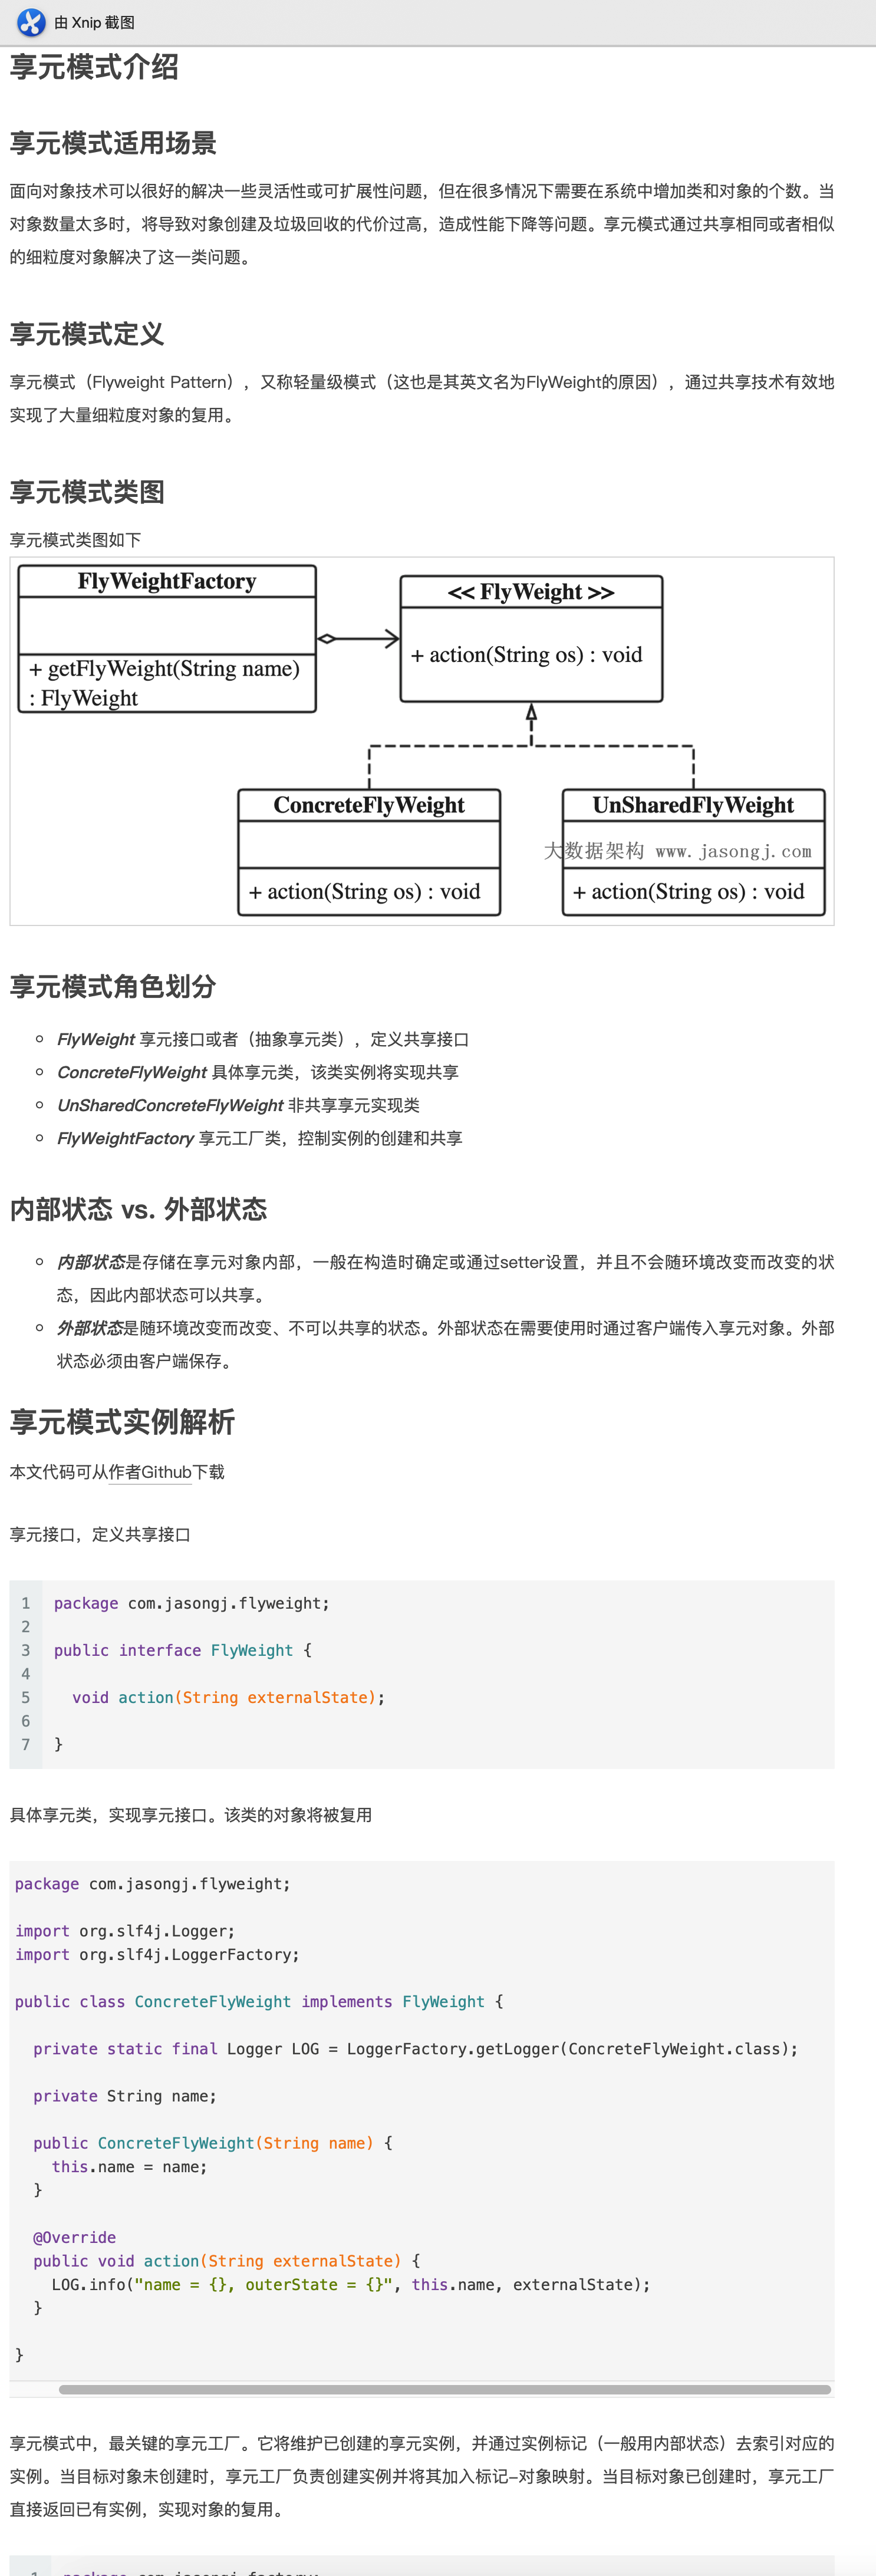 由 Xnip 截图
享元模式介绍
享元模式适用场景
面向对象技术可以很好的解决一些灵活性或可扩展性问题，但在很多情况下需要在系统中增加类和对象的个数。当
对象数量太多时，将导致对象创建及垃圾回收的代价过高，造成性能下降等问题。享元模式通过共享相同或者相似
的细粒度对象解决了这一类问题。
享元模式定义
享元模式（Flyweight Pattern），又称轻量级模式（这也是其英文名为FlyWeight的原因），通过共享技术有效地
实现了大量细粒度对象的复用。
享元模式类图
享元模式类图如下
FlyWeightFactory
+ getFlyWeight(String name)
: FlyWeight
<< FlyWeight >>
+ action(String os) : void
ConcreteFlyWeight
+ action(String os) : void
UnSharedFlyWeight
大数据架构 www.jasongj.com
+ action(String os) : void
享元模式角色划分
FlyWeight 享元接口或者（抽象享元类），定义共享接口
ConcreteFlyWeight 具体享元类，该类实例将实现共享
UnSharedConcreteFlyWeight 非共享享元实现类
FlyWeightFactory 享元工厂类，控制实例的创建和共享
内部状态 vs. 外部状态
内部状态是存储在享元对象内部，一般在构造时确定或通过setter设置，并且不会随环境改变而改变的状
态，因此内部状态可以共享。
外部状态是随环境改变而改变、不可以共享的状态。外部状态在需要使用时通过客户端传入享元对象。外部
状态必须由客户端保存。
享元模式实例解析
本文代码可从作者Github下载
享元接口，定义共享接口
1 package com.jasongj.flyweight;
2
3 public interface FlyWeight {
4
5 void action(String externalState);
6
7 }
具体享元类，实现享元接口。该类的对象将被复用
package com.jasongj.flyweight;
import org.slf4j.Logger;
import org.slf4j.LoggerFactory;
public class ConcreteFlyWeight implements FlyWeight {
private static final Logger LOG = LoggerFactory.getLogger(ConcreteFlyWeight.class);
private String name;
public ConcreteFlyWeight(String name) {
this.name = name;
}
@Override
public void action(String externalState) {
LOG.info("name = {}, outerState = {}", this.name, externalState);
}
}
享元模式中，最关键的享元工厂。它将维护已创建的享元实例，并通过实例标记（一般用内部状态）去索引对应的
实例。当目标对象未创建时，享元工厂负责创建实例并将其加入标记-对象映射。当目标对象已创建时，享元工厂
直接返回已有实例，实现对象的复用。